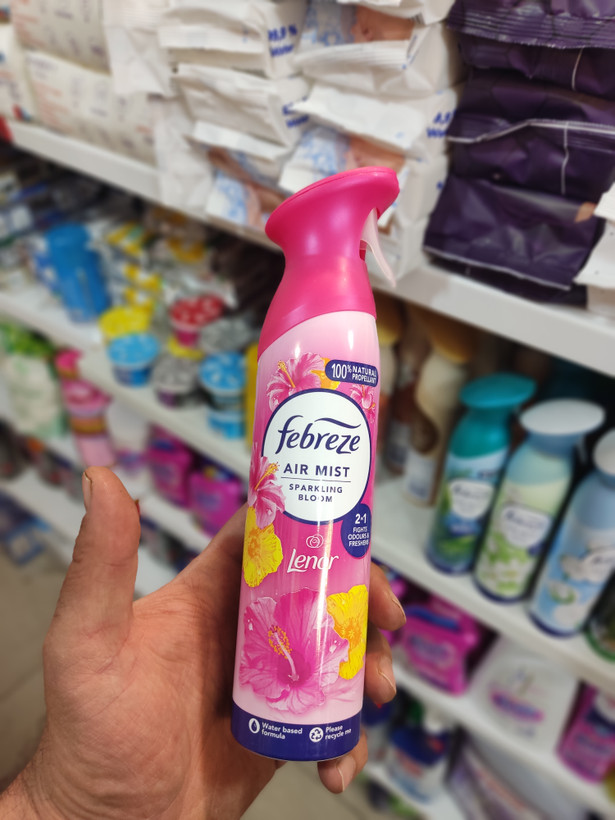 100% NATURAL
PROPELLANT
febreze
AIR MIST
SPARKLING
BLOOM
2in1
FIGHTS
ODOURS &
FRESHENS
Lenor
Water based
formula
Please
recycle me